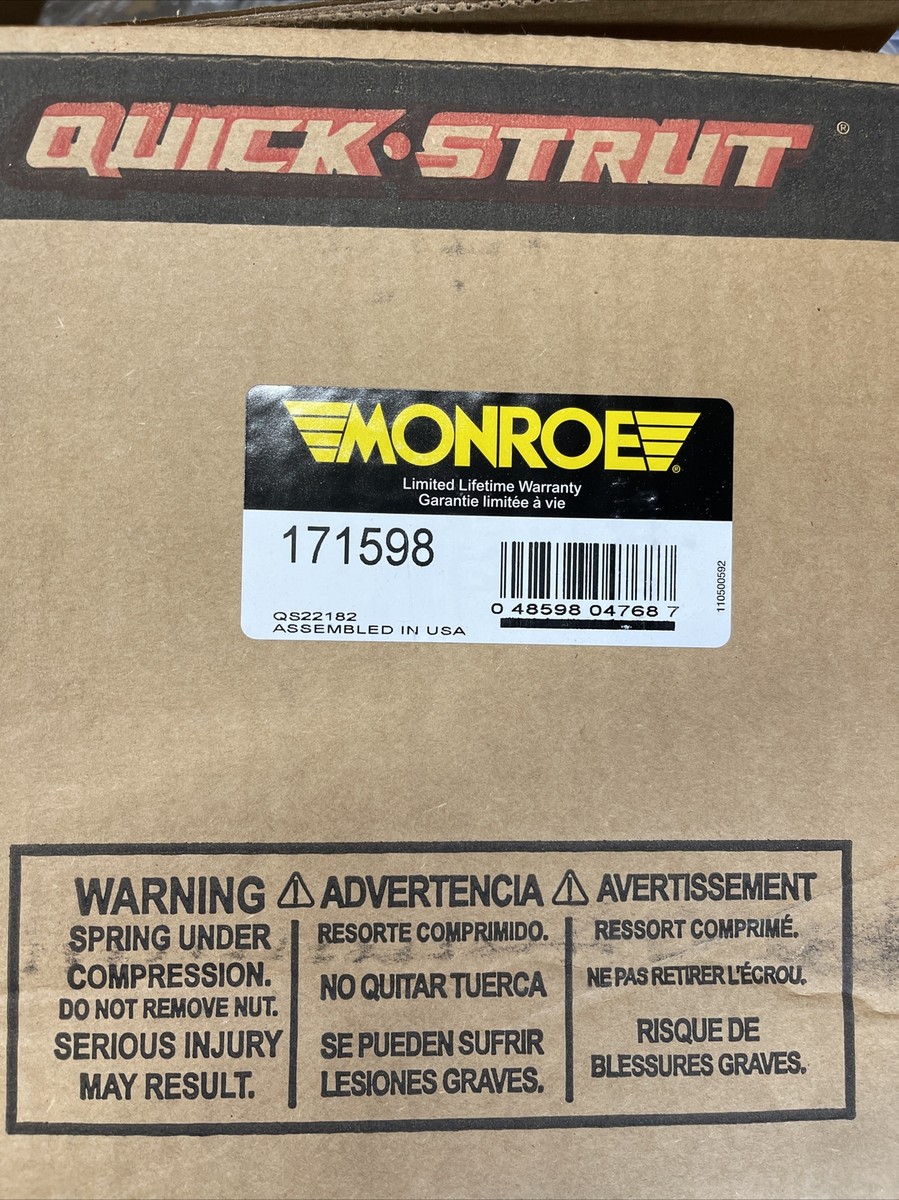 QUICK·STRUT ®
MONROE®
Limited Lifetime Warranty
Garantie limitée à vie
171598
0 48598 04768 7
110500592
QS22182
ASSEMBLED IN USA
WARNING ⚠ ADVERTENCIA ⚠ AVERTISSEMENT
SPRING UNDER
COMPRESSION.
DO NOT REMOVE NUT.
SERIOUS INJURY
MAY RESULT.
RESORTE COMPRIMIDO.
NO QUITAR TUERCA
SE PUEDEN SUFRIR
LESIONES GRAVES.
RESSORT COMPRIMÉ.
NE PAS RETIRER L'ÉCROU.
RISQUE DE
BLESSURES GRAVES.